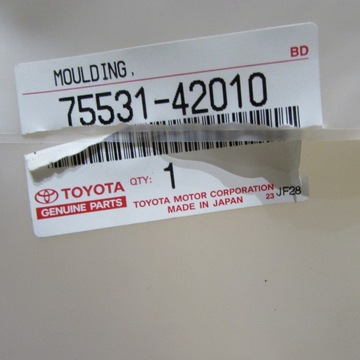 BD
MOULDING,
75531-42010
TOYOTA QTY: 1
GENUINE PARTS
TOYOTA MOTOR CORPORATION
MADE IN JAPAN 23 JF28